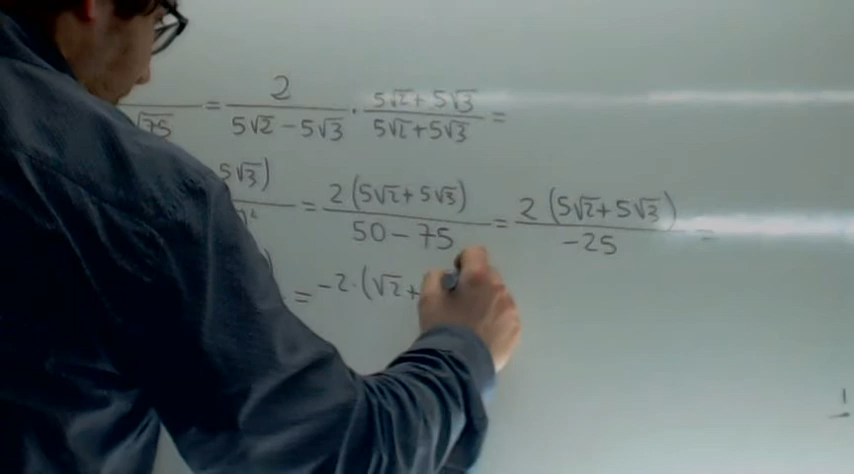 √75 = 2 / (5√2 − 5√3) · (5√2 + 5√3) / (5√2 + 5√3) =
5√3) = 2 (5√2 + 5√3) / (50 − 75) = 2 (5√2 + 5√3) / −25 =
) = −2 · (√2 +